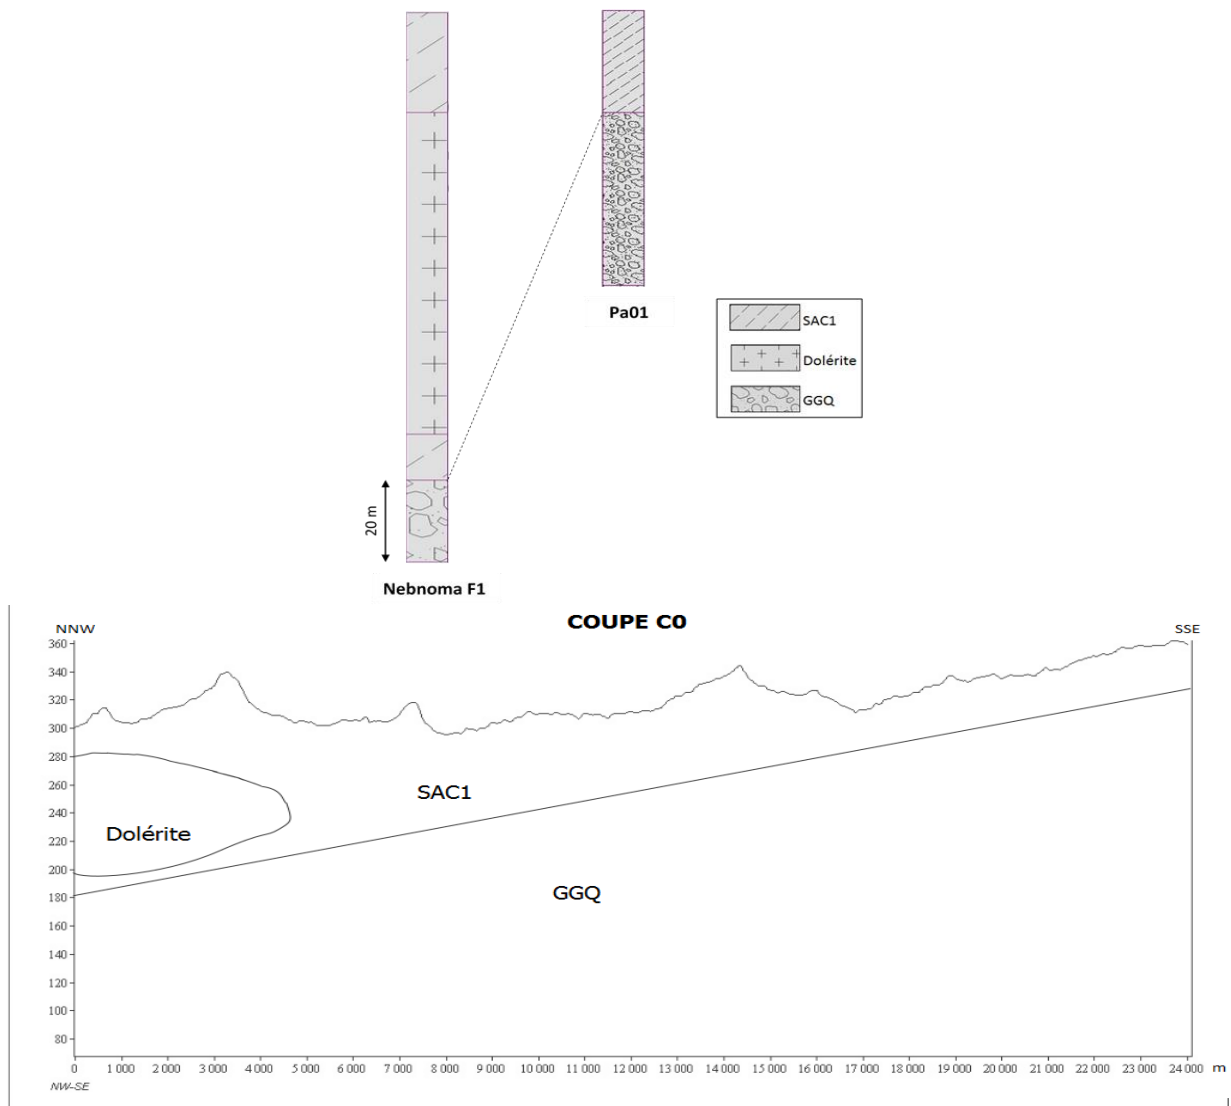 Pa01
SAC1
Dolérite
GGQ
20 m
Nebnoma F1
COUPE C0
NNW
SSE
360
340
320
300
280
260
240
220
200
180
160
140
120
100
80
SAC1
Dolérite
GGQ
0 1 000 2 000 3 000 4 000 5 000 6 000 7 000 8 000 9 000 10 000 11 000 12 000 13 000 14 000 15 000 16 000 17 000 18 000 19 000 20 000 21 000 22 000 23 000 24 000 m
NW-SE